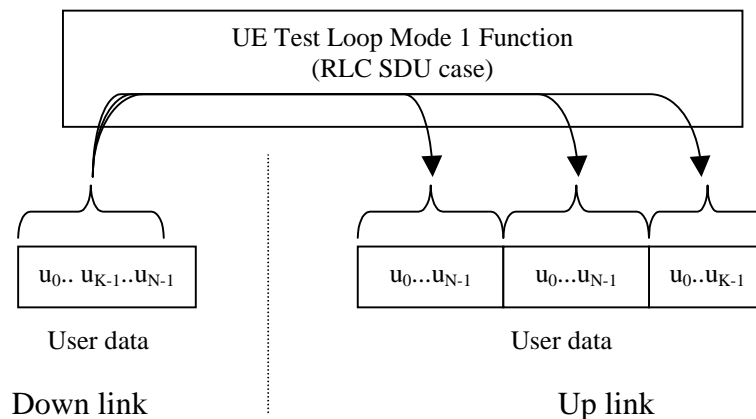 UE Test Loop Mode 1 Function
(RLC SDU case)
u0.. uK-1..uN-1
u0...uN-1
u0...uN-1
u0..uK-1
User data
User data
Down link
Up link